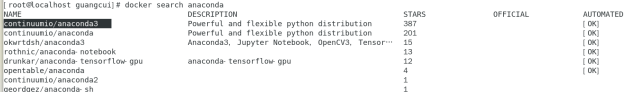 [root@localhost guangcui]# docker search anaconda
NAME DESCRIPTION STARS OFFICIAL AUTOMATED
continuumio/anaconda3 Powerful and flexible python distribution 387 [OK]
continuumio/anaconda Powerful and flexible python distribution 201 [OK]
okwrtdsh/anaconda3 Anaconda3, Jupyter Notebook, OpenCV3, Tensor… 15 [OK]
rothnic/anaconda-notebook 13 [OK]
drunkar/anaconda-tensorflow-gpu anaconda-tensorflow-gpu 12 [OK]
opentable/anaconda 4 [OK]
continuumio/anaconda2 1
geordgez/anaconda-sh 1